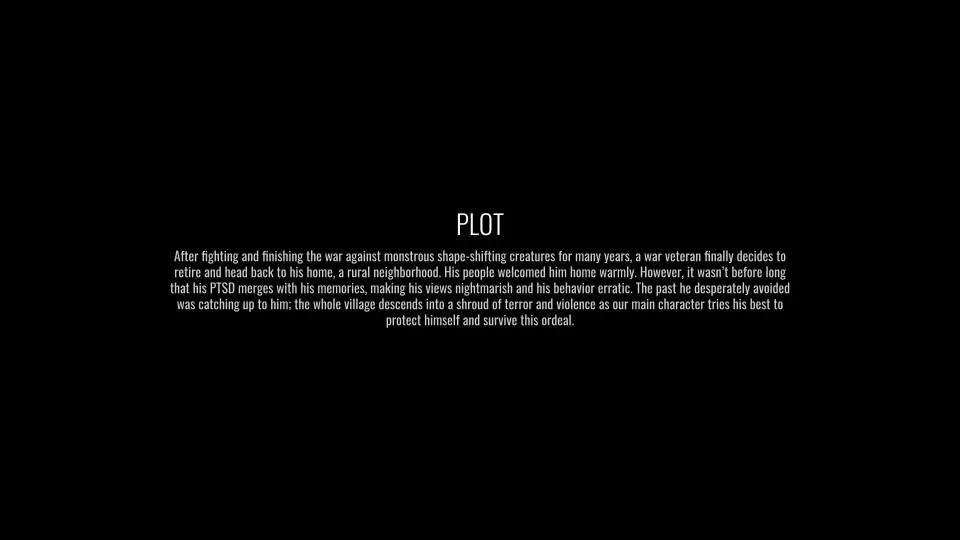 PLOT
After fighting and finishing the war against monstrous shape-shifting creatures for many years, a war veteran finally decides to
retire and head back to his home, a rural neighborhood. His people welcomed him home warmly. However, it wasn’t before long
that his PTSD merges with his memories, making his views nightmarish and his behavior erratic. The past he desperately avoided
was catching up to him; the whole village descends into a shroud of terror and violence as our main character tries his best to
protect himself and survive this ordeal.